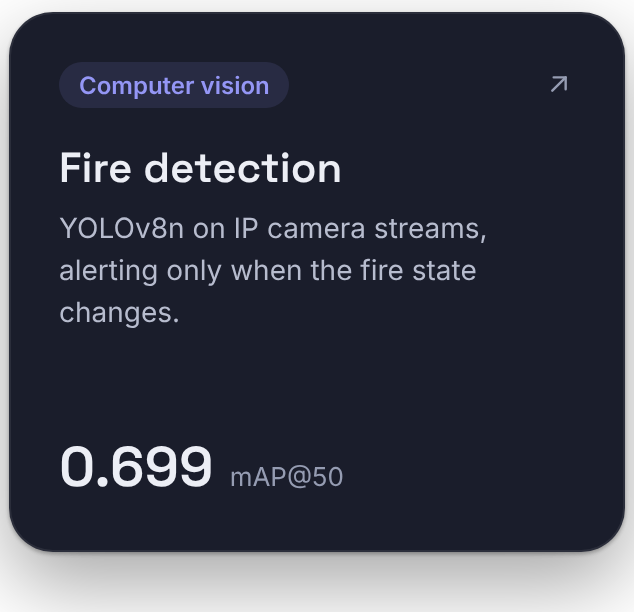 Computer vision
Fire detection
YOLOv8n on IP camera streams,
alerting only when the fire state
changes.
0.699 mAP@50